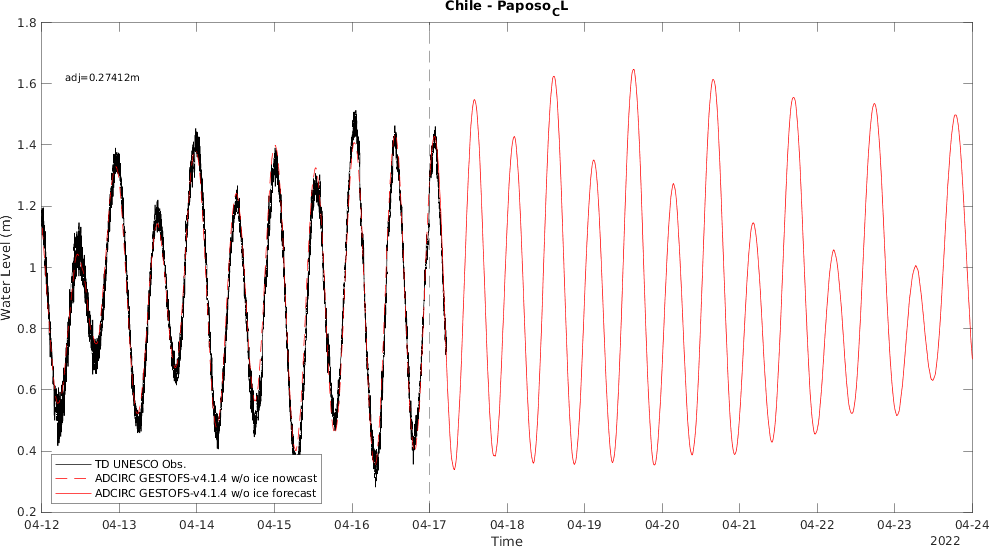 Chile - Paposo_CL
1.8
1.6
1.4
1.2
1
0.8
0.6
0.4
0.2
Water Level (m)
adj=0.27412m
TD UNESCO Obs.
ADCIRC GESTOFS-v4.1.4 w/o ice nowcast
ADCIRC GESTOFS-v4.1.4 w/o ice forecast
04-12 04-13 04-14 04-15 04-16 04-17 04-18 04-19 04-20 04-21 04-22 04-23 04-24
Time
2022